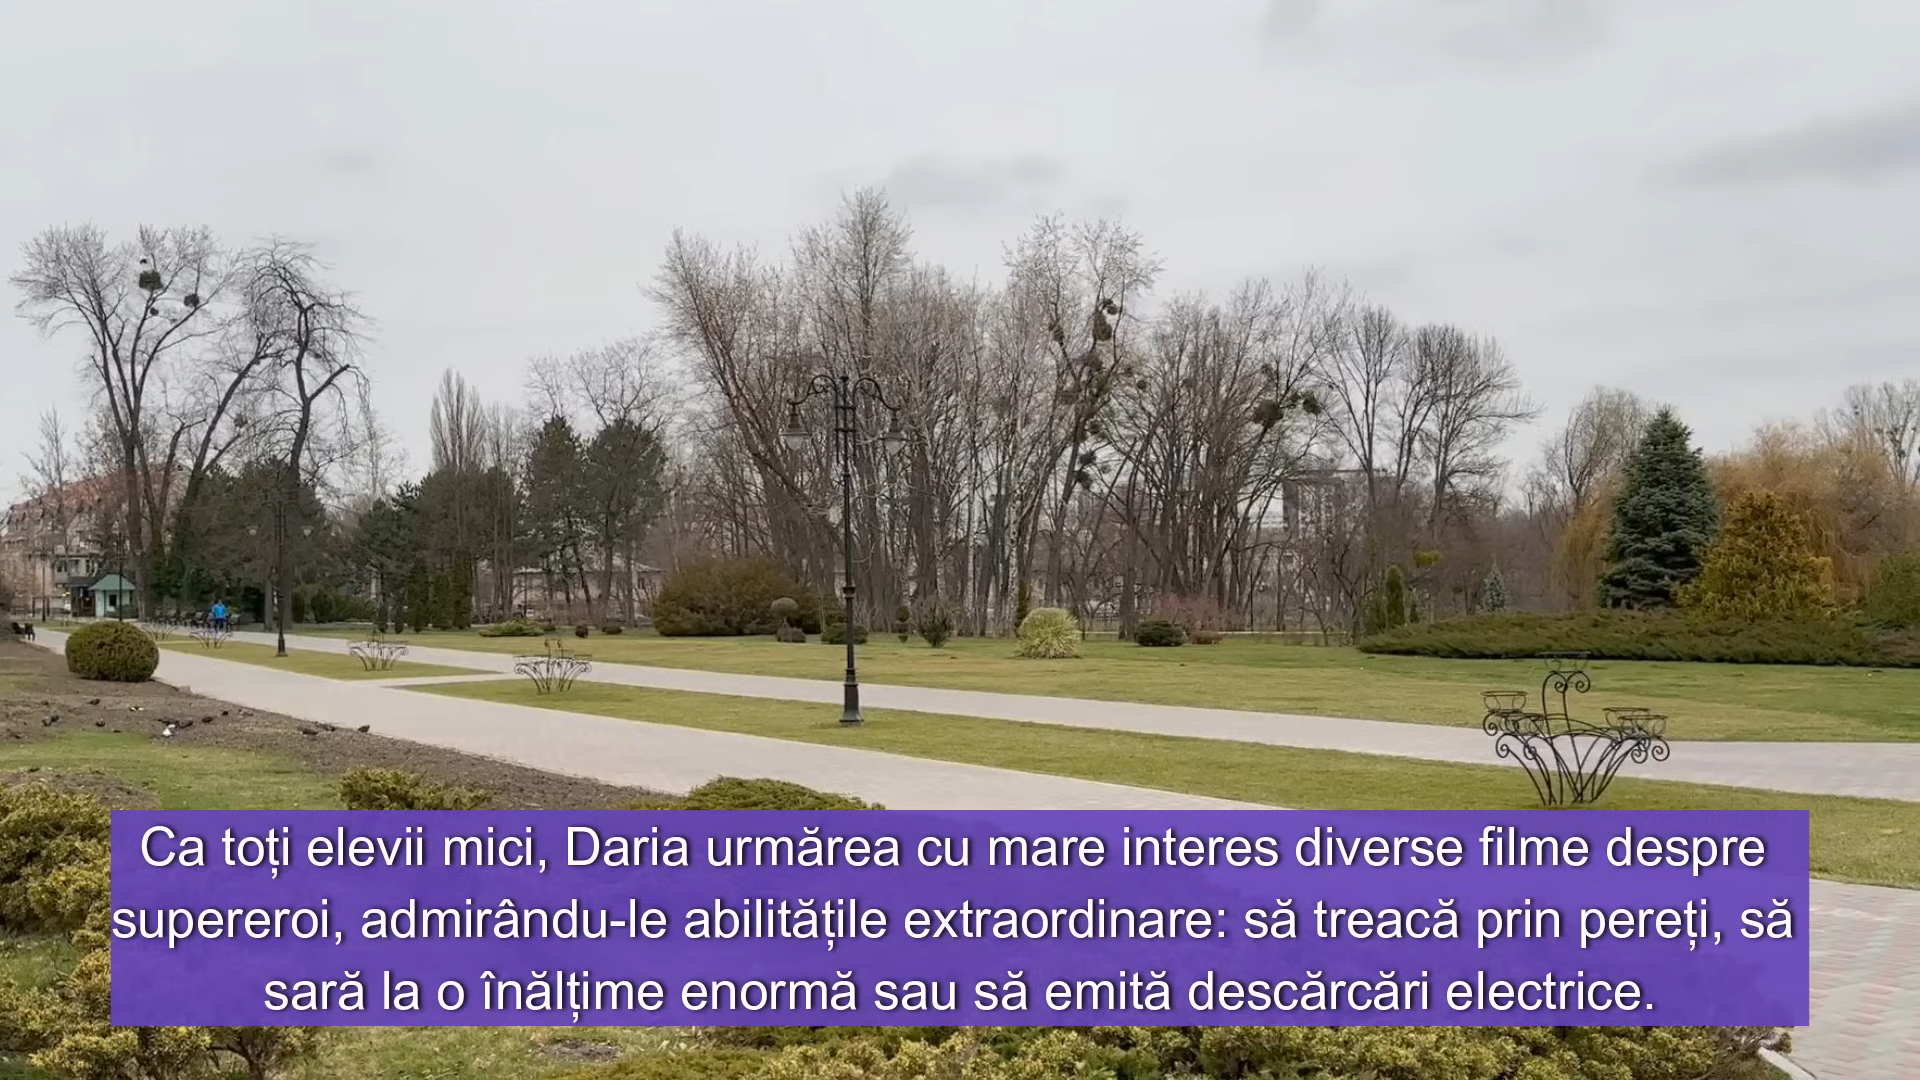 Ca toți elevii mici, Daria urmărea cu mare interes diverse filme despre
supereroi, admirându-le abilitățile extraordinare: să treacă prin pereți, să
sară la o înălțime enormă sau să emită descărcări electrice.